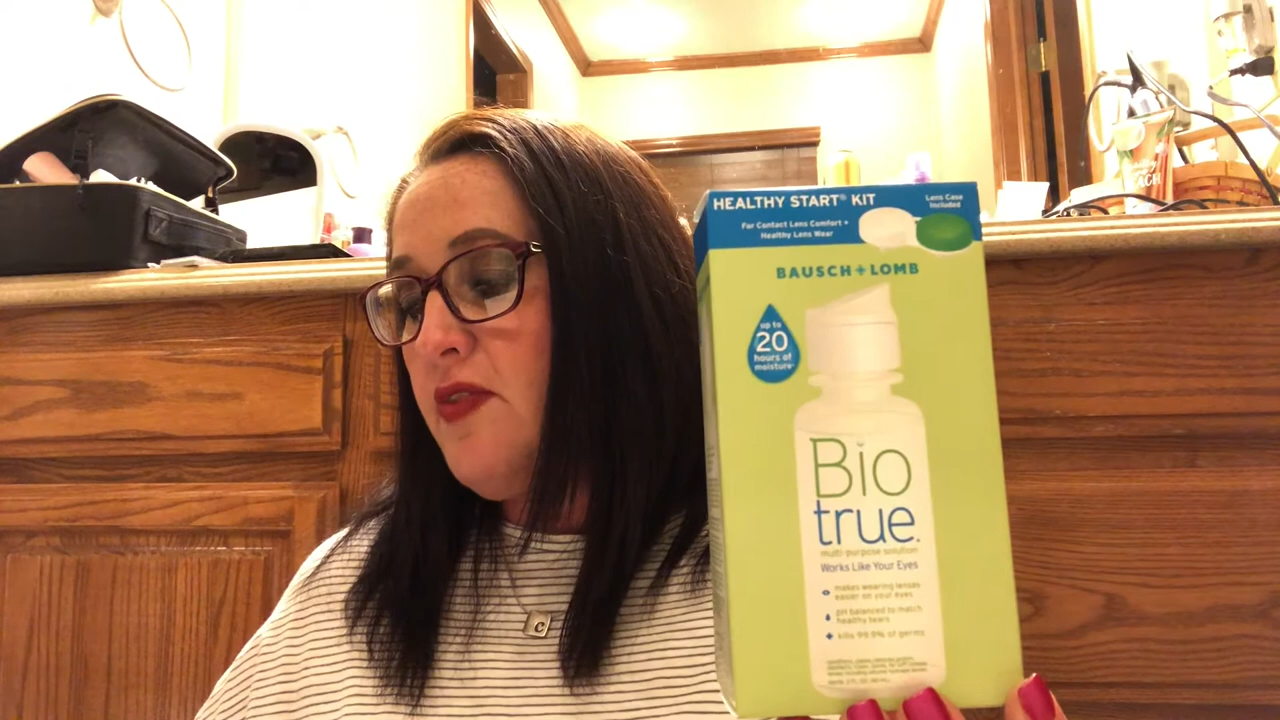 HEALTHY START® KIT
Lens Case
Included
For Contact Lens Comfort +
Healthy Lens Wear
BAUSCH + LOMB
up to
20
hours of
moisture
Bio
true.
multi-purpose solution
Works Like Your Eyes
makes wearing lenses
easier on your eyes
pH balanced to match
healthy tears
kills 99.9% of germs
C